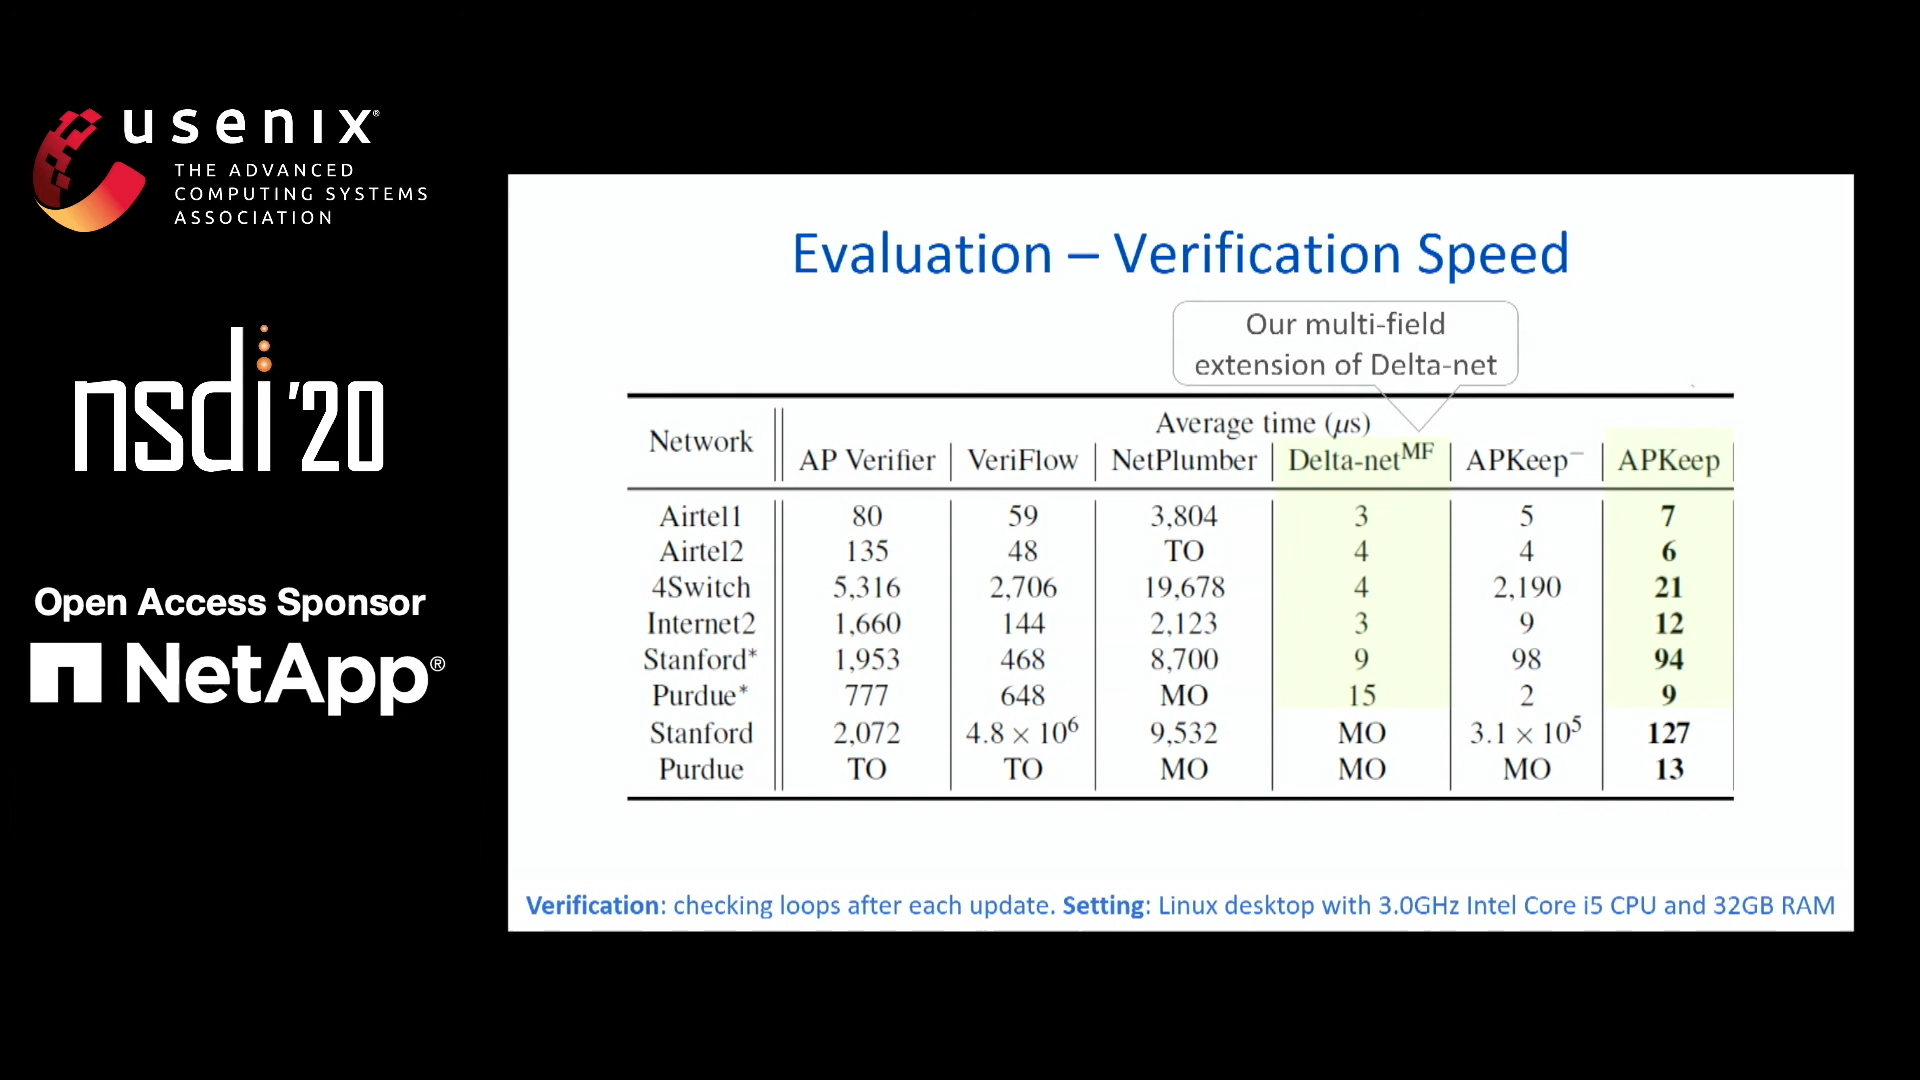 usenix®
THE ADVANCED
COMPUTING SYSTEMS
ASSOCIATION
nsdi '20
Open Access Sponsor
NetApp®
Evaluation – Verification Speed
Our multi-field
extension of Delta-net
Network
Average time (μs)
AP Verifier VeriFlow NetPlumber Delta-netᴹᶠ APKeep⁻ APKeep
Airtel1 80 59 3,804 3 5 7
Airtel2 135 48 TO 4 4 6
4Switch 5,316 2,706 19,678 4 2,190 21
Internet2 1,660 144 2,123 3 9 12
Stanford* 1,953 468 8,700 9 98 94
Purdue* 777 648 MO 15 2 9
Stanford 2,072 4.8 × 10⁶ 9,532 MO 3.1 × 10⁵ 127
Purdue TO TO MO MO MO 13
Verification: checking loops after each update. Setting: Linux desktop with 3.0GHz Intel Core i5 CPU and 32GB RAM